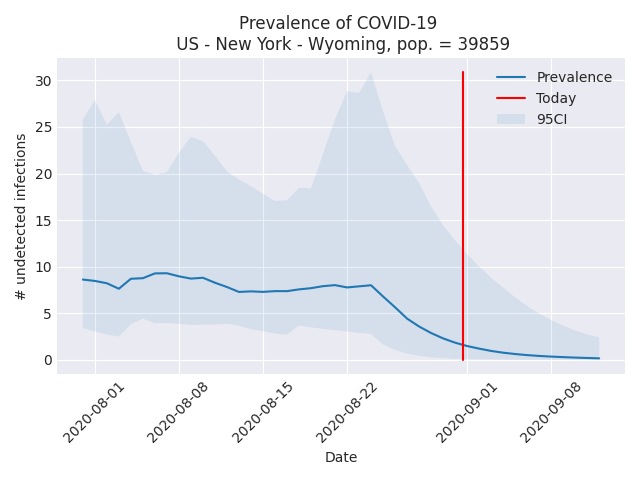 Prevalence of COVID-19
US - New York - Wyoming, pop. = 39859
Prevalence
Today
95CI
# undetected infections
30
25
20
15
10
5
0
2020-08-01
2020-08-08
2020-08-15
2020-08-22
2020-09-01
2020-09-08
Date